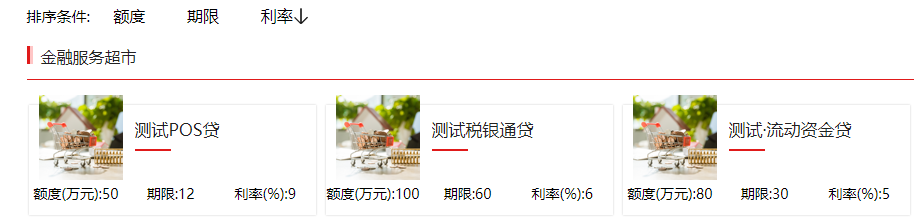 排序条件: 额度 期限 利率↓
金融服务超市
测试POS贷 测试税银通贷 测试·流动资金贷
额度(万元):50 期限:12 利率(%):9 额度(万元):100 期限:60 利率(%):6 额度(万元):80 期限:30 利率(%):5